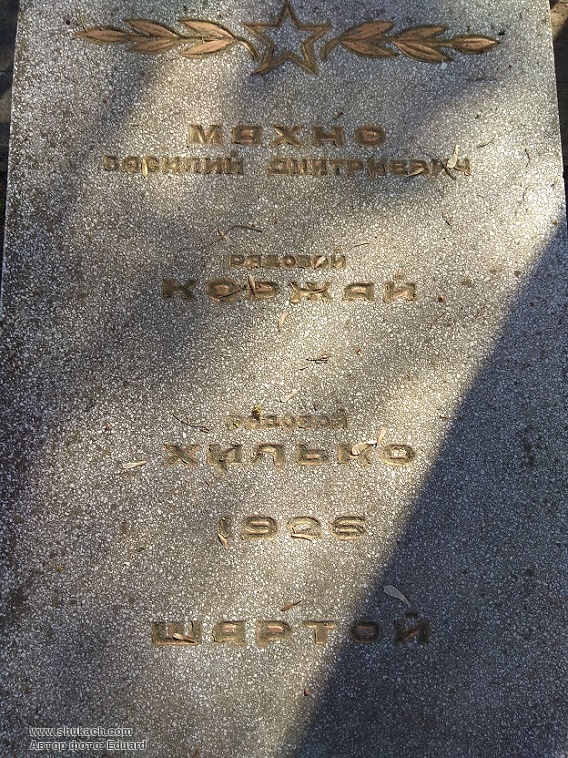 МАХНО
ВАСИЛИЙ ДМИТРИЕВИЧ
РЯДОВОЙ
КОРЖАЙ
РЯДОВОЙ
ХИЛЬКО
1926
ШАРТОЙ
www.shukach.com
Автор фото: Eduard